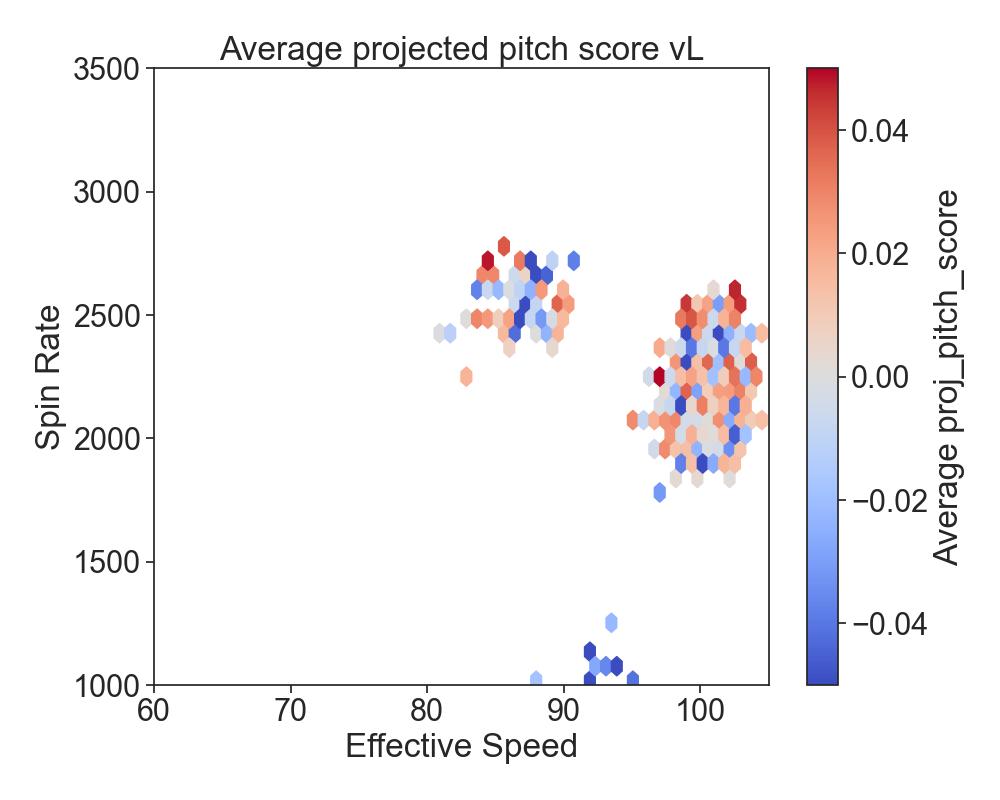 Average projected pitch score vL
3500
3000
2500
2000
1500
1000
Spin Rate
60 70 80 90 100
Effective Speed
0.04
0.02
0.00
−0.02
−0.04
Average proj_pitch_score